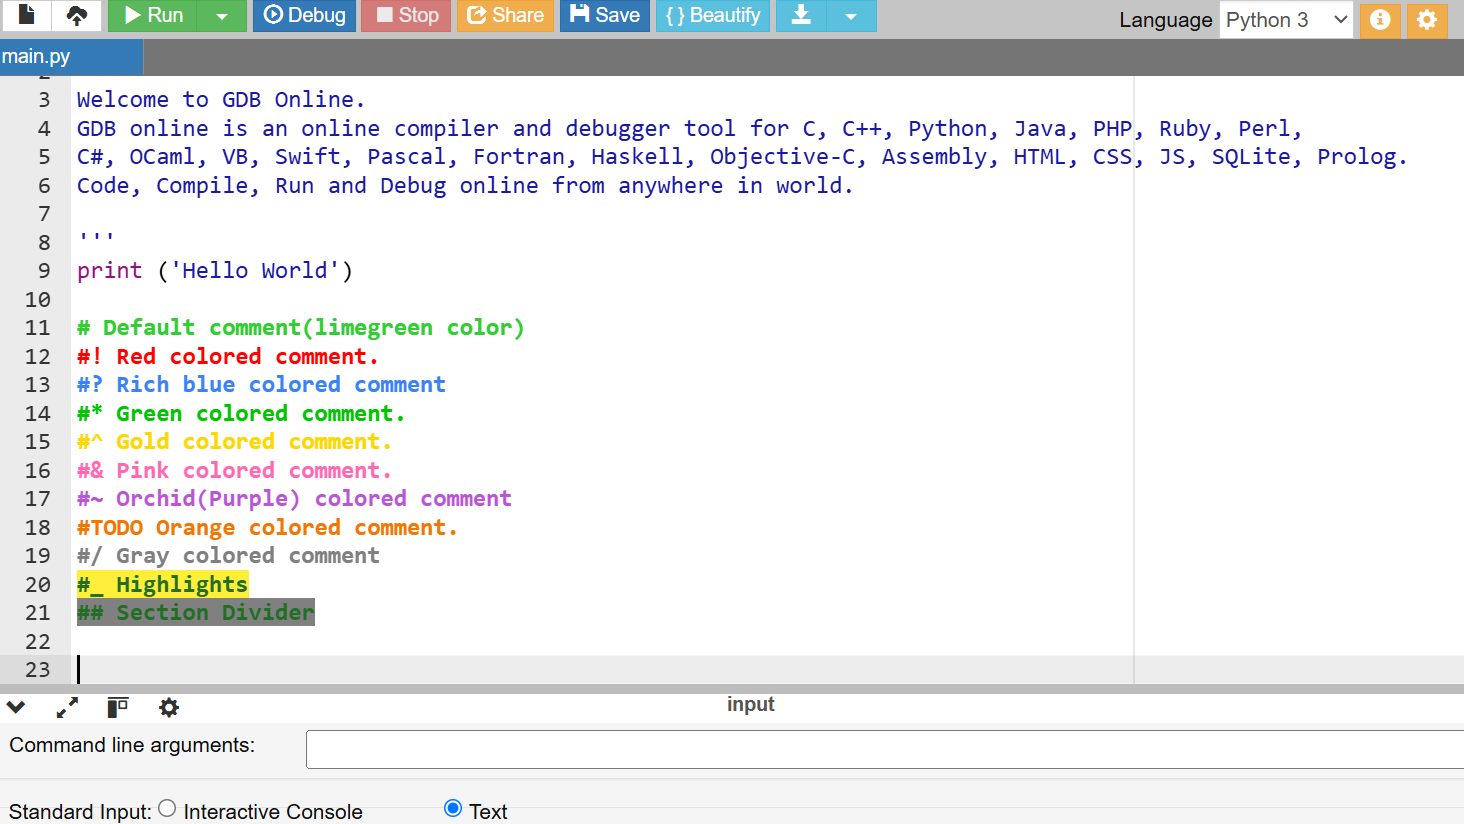 Run Debug Stop Share Save { } Beautify Language Python 3
main.py
3 Welcome to GDB Online.
4 GDB online is an online compiler and debugger tool for C, C++, Python, Java, PHP, Ruby, Perl,
5 C#, OCaml, VB, Swift, Pascal, Fortran, Haskell, Objective-C, Assembly, HTML, CSS, JS, SQLite, Prolog.
6 Code, Compile, Run and Debug online from anywhere in world.
7
8 '''
9 print ('Hello World')
10
11 # Default comment(limegreen color)
12 #! Red colored comment.
13 #? Rich blue colored comment
14 #* Green colored comment.
15 #^ Gold colored comment.
16 #& Pink colored comment.
17 #~ Orchid(Purple) colored comment
18 #TODO Orange colored comment.
19 #/ Gray colored comment
20 #_ Highlights
21 ## Section Divider
22
23
input
Command line arguments:
Standard Input: Interactive Console Text